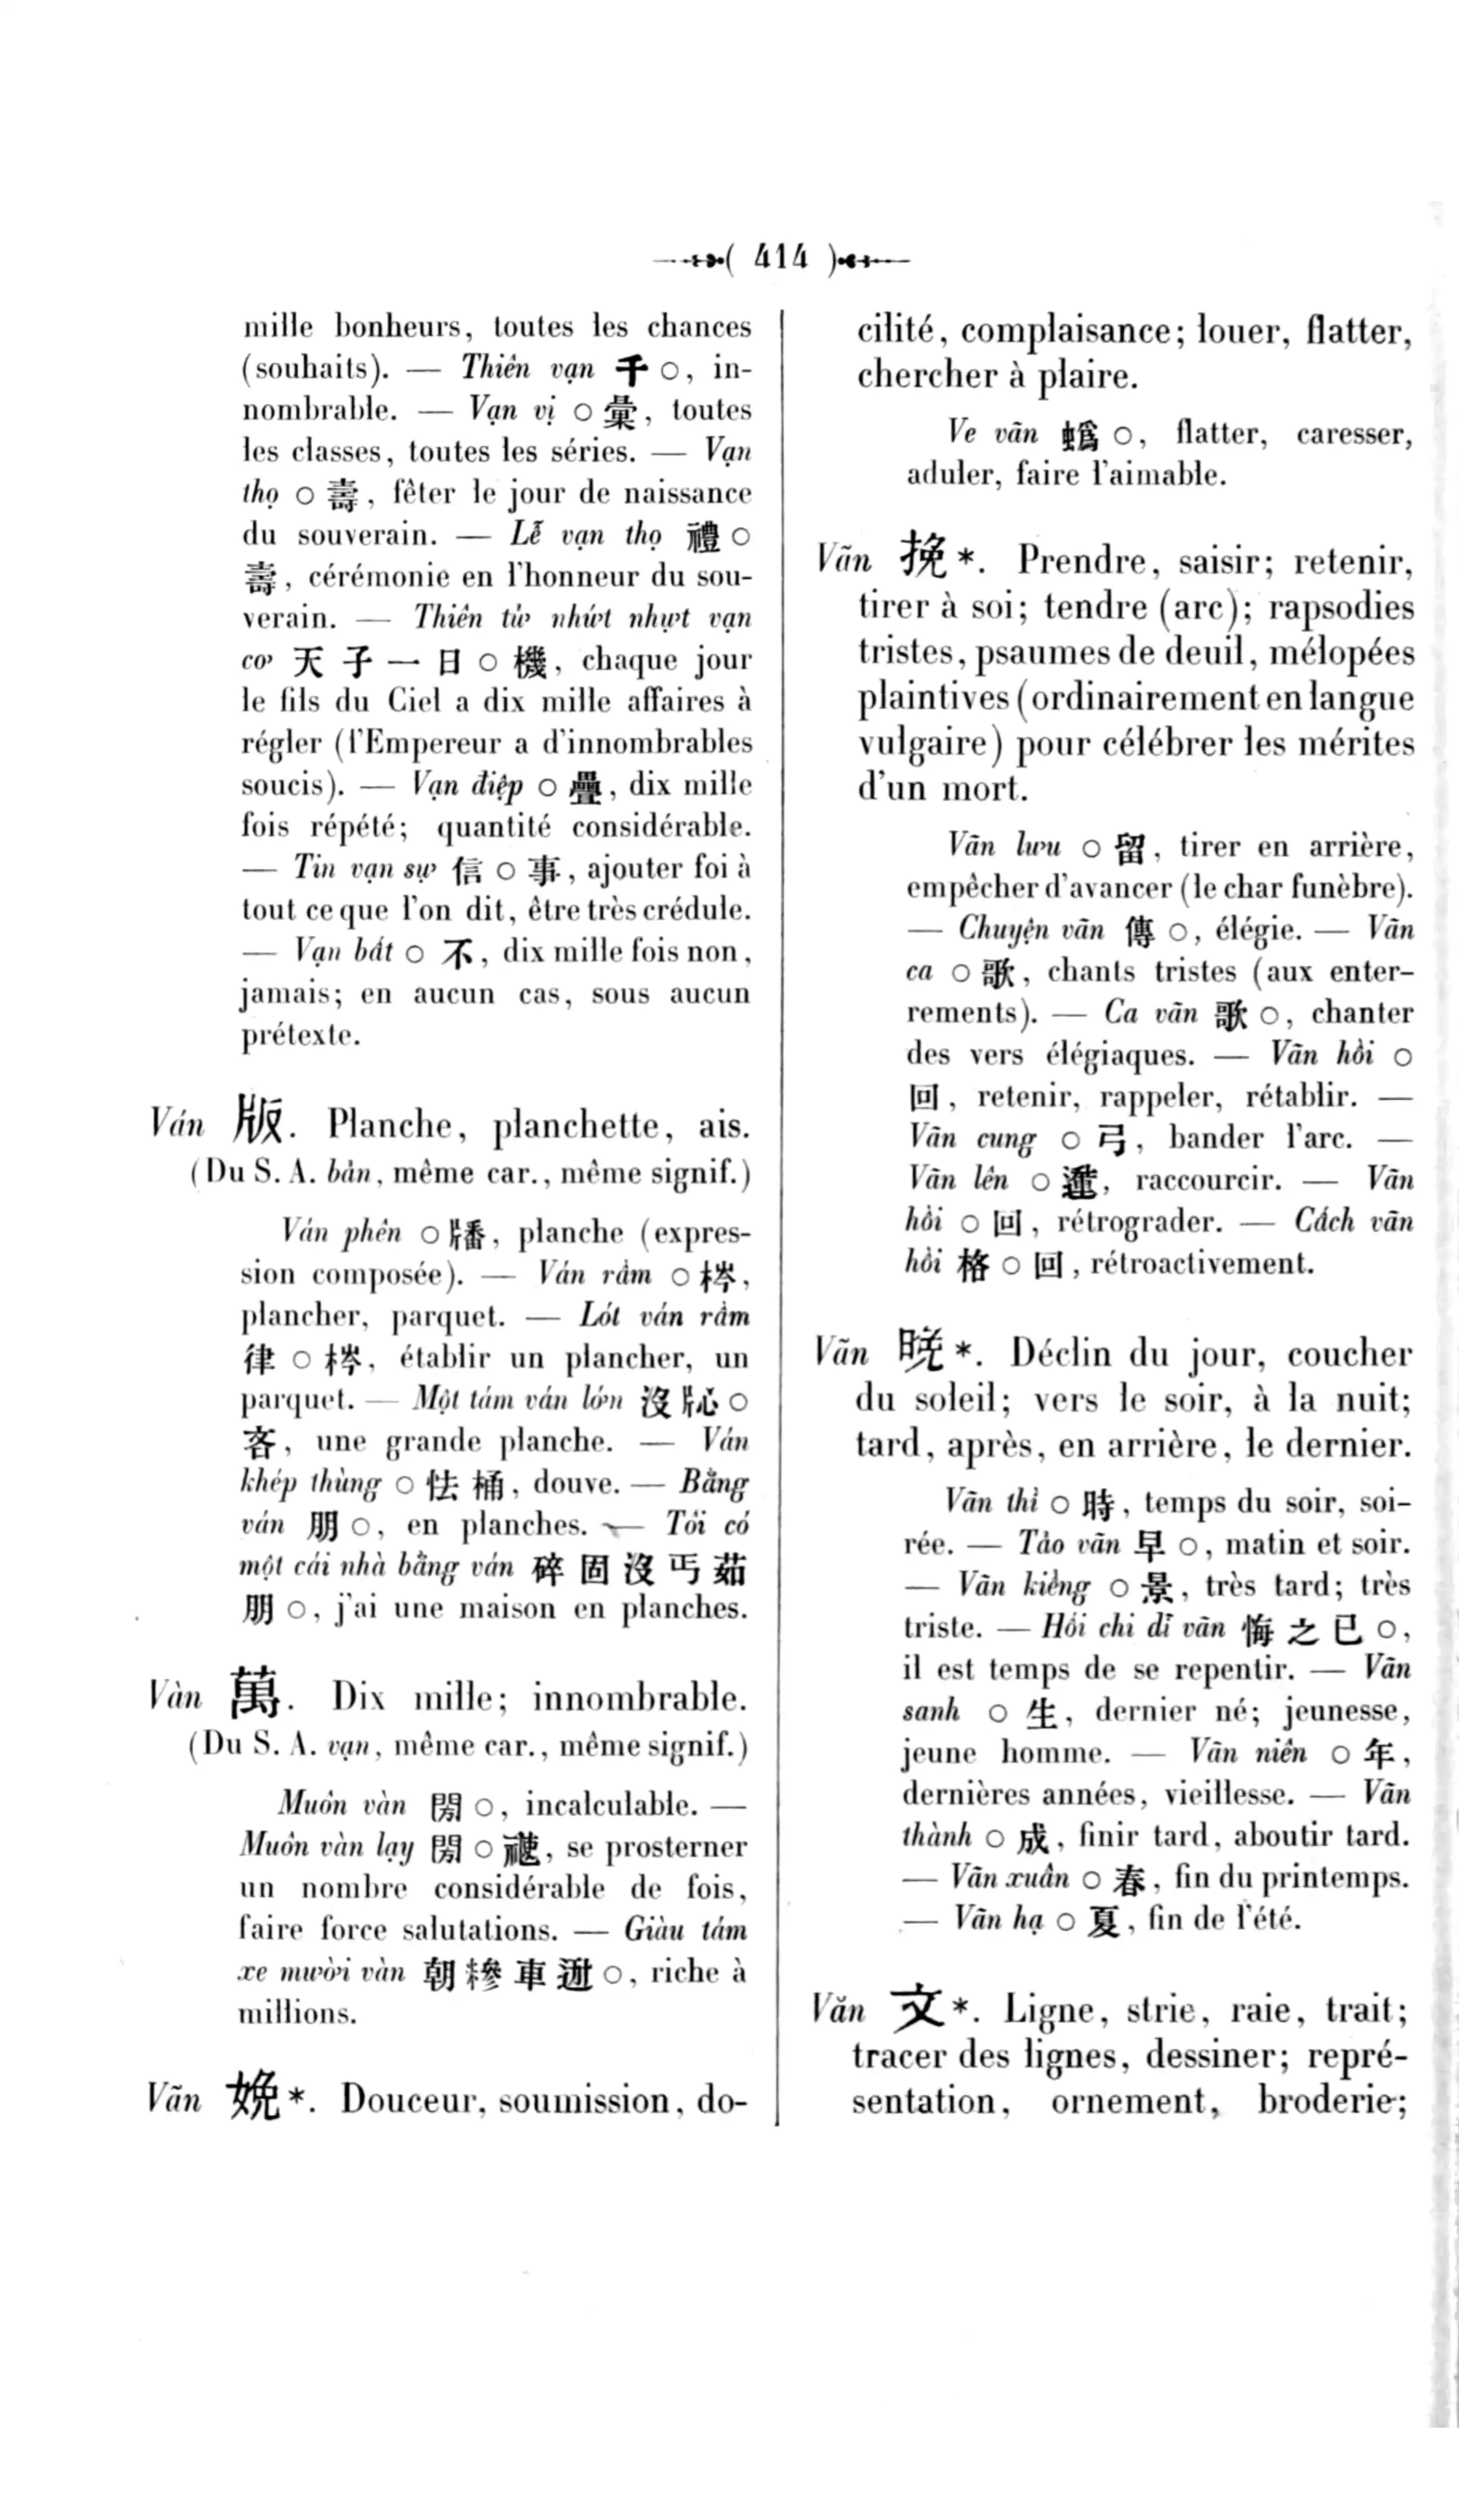 ( 414 )
mille bonheurs, toutes les chances
(souhaits). — Thiên vạn 千○, in-
nombrable. — Vạn vị ○彙, toutes
les classes, toutes les séries. — Vạn
thọ ○壽, fêter le jour de naissance
du souverain. — Lễ vạn thọ 禮○
壽, cérémonie en l'honneur du sou-
verain. — Thiên tử nhứt nhựt vạn
cơ 天子一日○機, chaque jour
le fils du Ciel a dix mille affaires à
régler (l'Empereur a d'innombrables
soucis). — Vạn điệp ○疊, dix mille
fois répété; quantité considérable.
— Tin vạn sự 信○事, ajouter foi à
tout ce que l'on dit, être très crédule.
— Vạn bất ○不, dix mille fois non,
jamais; en aucun cas, sous aucun
prétexte.
Ván 版. Planche, planchette, ais.
(Du S. A. bản, même car., même signif.)
Ván phên ○, planche (expres-
sion composée). — Ván rầm ○梣,
plancher, parquet. — Lót ván rầm
律○梣, établir un plancher, un
parquet. — Một tấm ván lớn 沒○
吝, une grande planche. — Ván
khép thùng ○怯桶, douve. — Bằng
ván 朋○, en planches. — Tôi có
một cái nhà bằng ván 碎固沒丐茹
朋○, j'ai une maison en planches.
Vàn 萬. Dix mille; innombrable.
(Du S. A. vạn, même car., même signif.)
Muôn vàn 閍○, incalculable. —
Muôn vàn lạy 閍○, se prosterner
un nombre considérable de fois,
faire force salutations. — Giàu tám
xe mười vàn 朝糝車○, riche à
millions.
Vãn 娩*. Douceur, soumission, do-
cilité, complaisance; louer, flatter,
chercher à plaire.
Ve vãn ○, flatter, caresser,
aduler, faire l'aimable.
Vãn 挽*. Prendre, saisir; retenir,
tirer à soi; tendre (arc); rapsodies
tristes, psaumes de deuil, mélopées
plaintives (ordinairement en langue
vulgaire) pour célébrer les mérites
d'un mort.
Vãn lưu ○留, tirer en arrière,
empêcher d'avancer (le char funèbre).
— Chuyện vãn 傳○, élégie. — Vãn
ca ○歌, chants tristes (aux enter-
rements). — Ca vãn 歌○, chanter
des vers élégiaques. — Vãn hồi ○
回, retenir, rappeler, rétablir. —
Vãn cung ○弓, bander l'arc. —
Vãn lên ○, raccourcir. — Vãn
hồi ○回, rétrograder. — Cách vãn
hồi 格○回, rétroactivement.
Vãn 晚*. Déclin du jour, coucher
du soleil; vers le soir, à la nuit;
tard, après, en arrière, le dernier.
Vãn thì ○時, temps du soir, soi-
rée. — Tảo vãn 早○, matin et soir.
— Vãn kiểng ○景, très tard; très
triste. — Hối chi dĩ vãn 悔之已○,
il est temps de se repentir. — Vãn
sanh ○生, dernier né; jeunesse,
jeune homme. — Vãn niên ○年,
dernières années, vieillesse. — Vãn
thành ○成, finir tard, aboutir tard.
— Vãn xuân ○春, fin du printemps.
— Vãn hạ ○夏, fin de l'été.
Văn 文*. Ligne, strie, raie, trait;
tracer des lignes, dessiner; repré-
sentation, ornement, broderie;